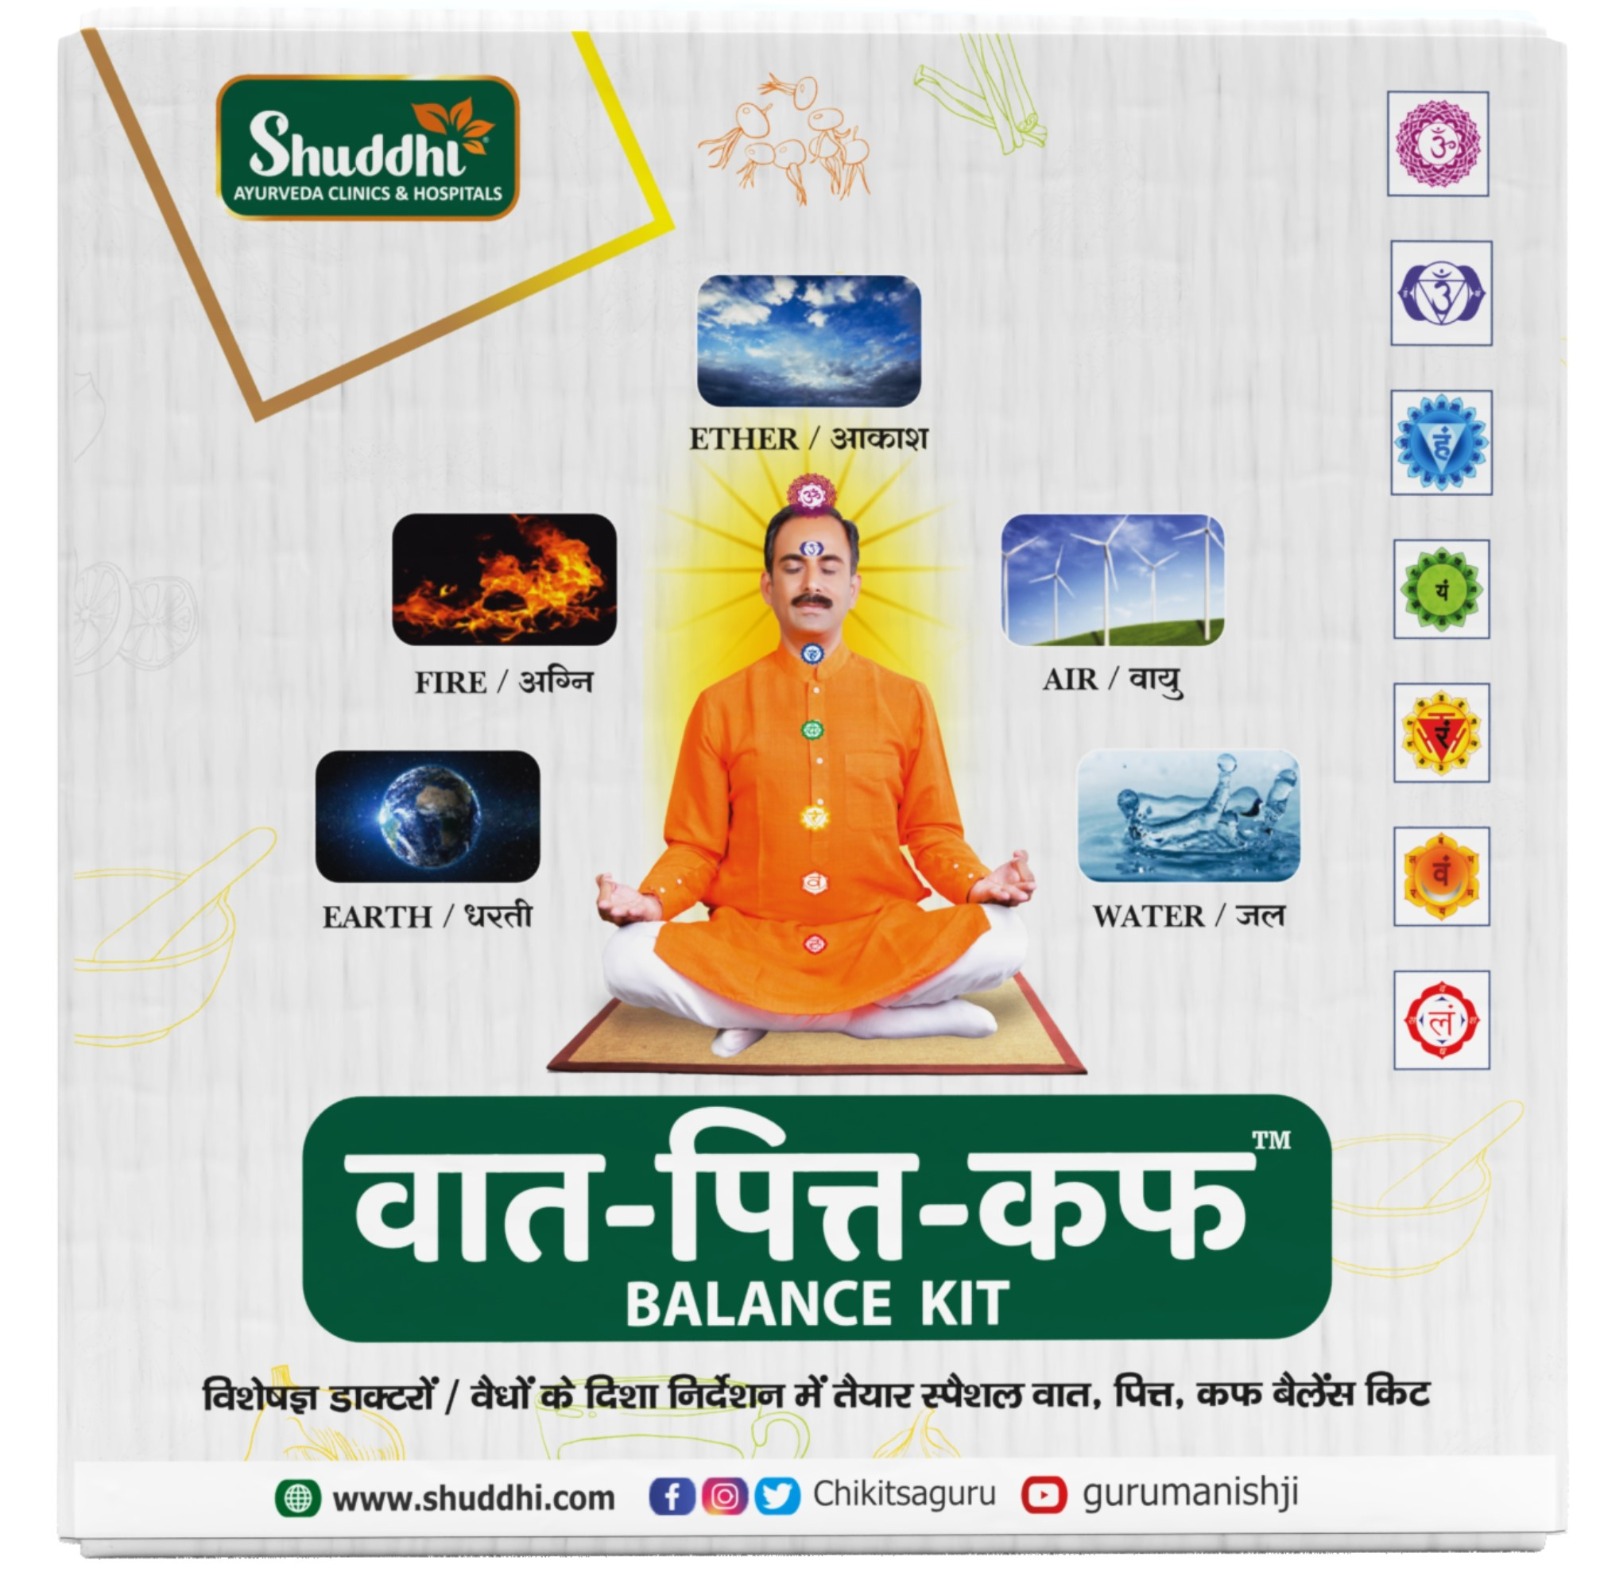 Shuddhi
AYURVEDA CLINICS & HOSPITALS
ETHER / आकाश
FIRE / अग्नि
AIR / वायु
EARTH / धरती
WATER / जल
ॐ
हं
यं
रं
वं
लं
वात-पित्त-कफ™
BALANCE KIT
विशेषज्ञ डाक्टरों / वैधों के दिशा निर्देशन में तैयार स्पैशल वात, पित्त, कफ बैलेंस किट
www.shuddhi.com Chikitsaguru gurumanishji